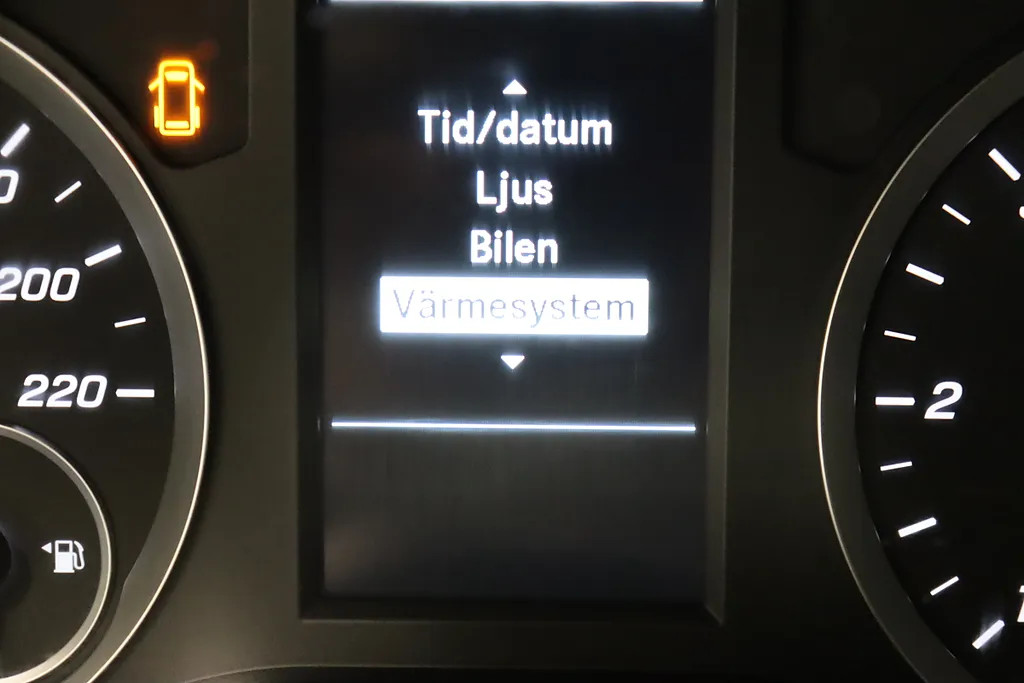 Tid/datum
Ljus
Bilen
Värmesystem
200
220
2